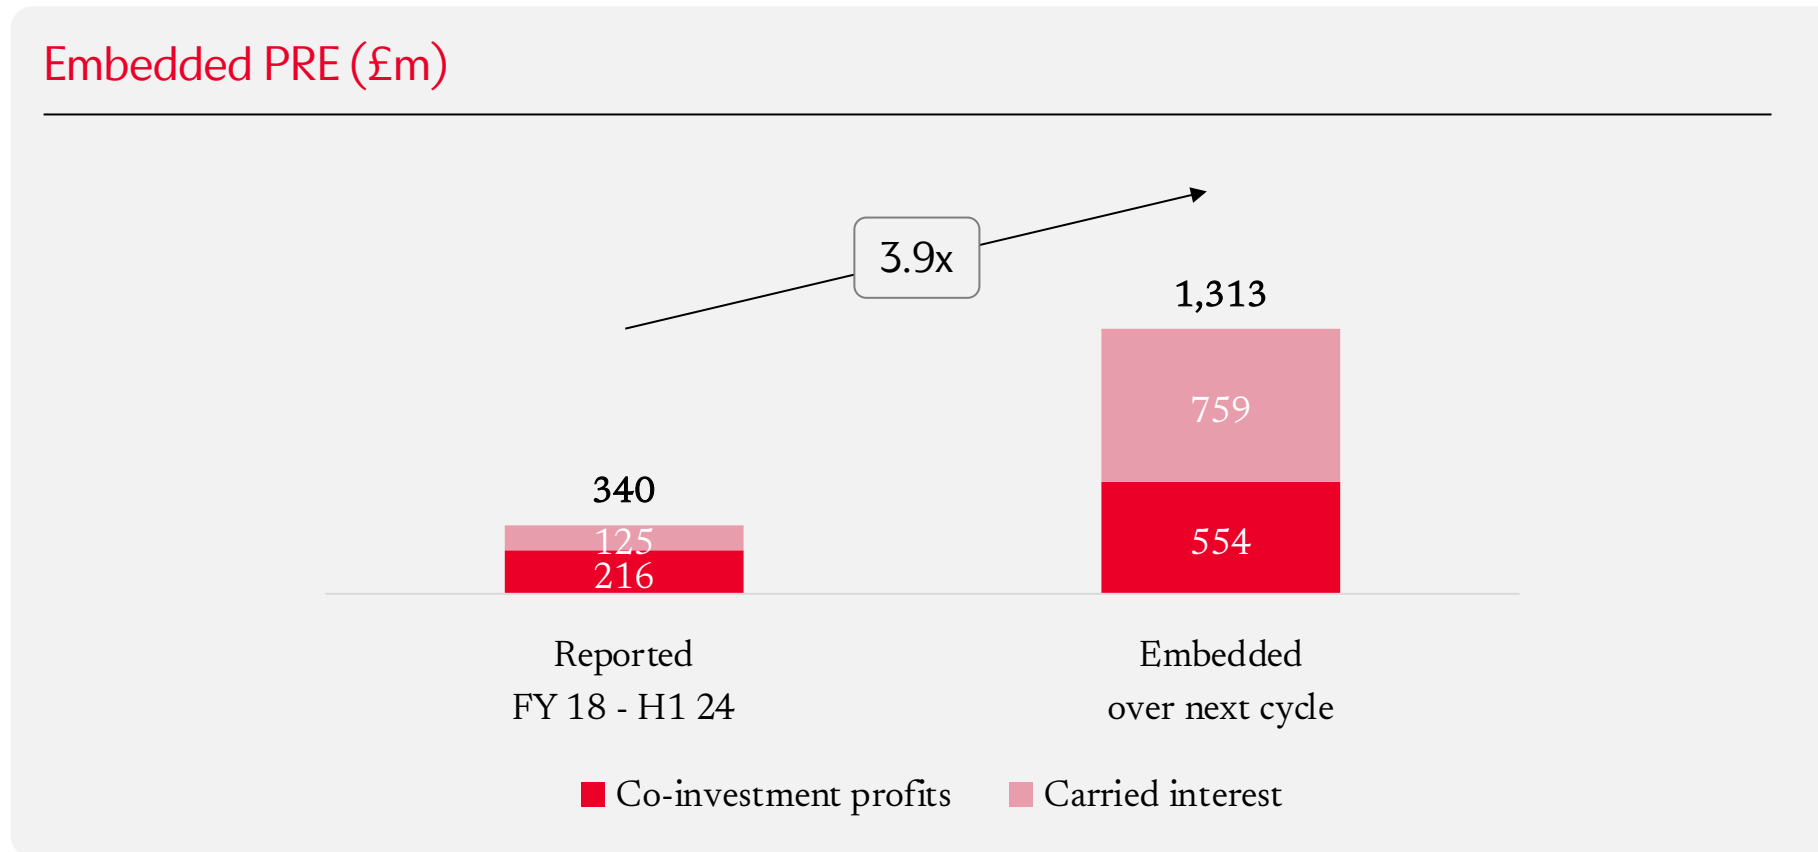 Embedded PRE (£m)
3.9x
1,313
759
554
340
125
216
Reported
FY 18 - H1 24
Embedded
over next cycle
Co-investment profits
Carried interest